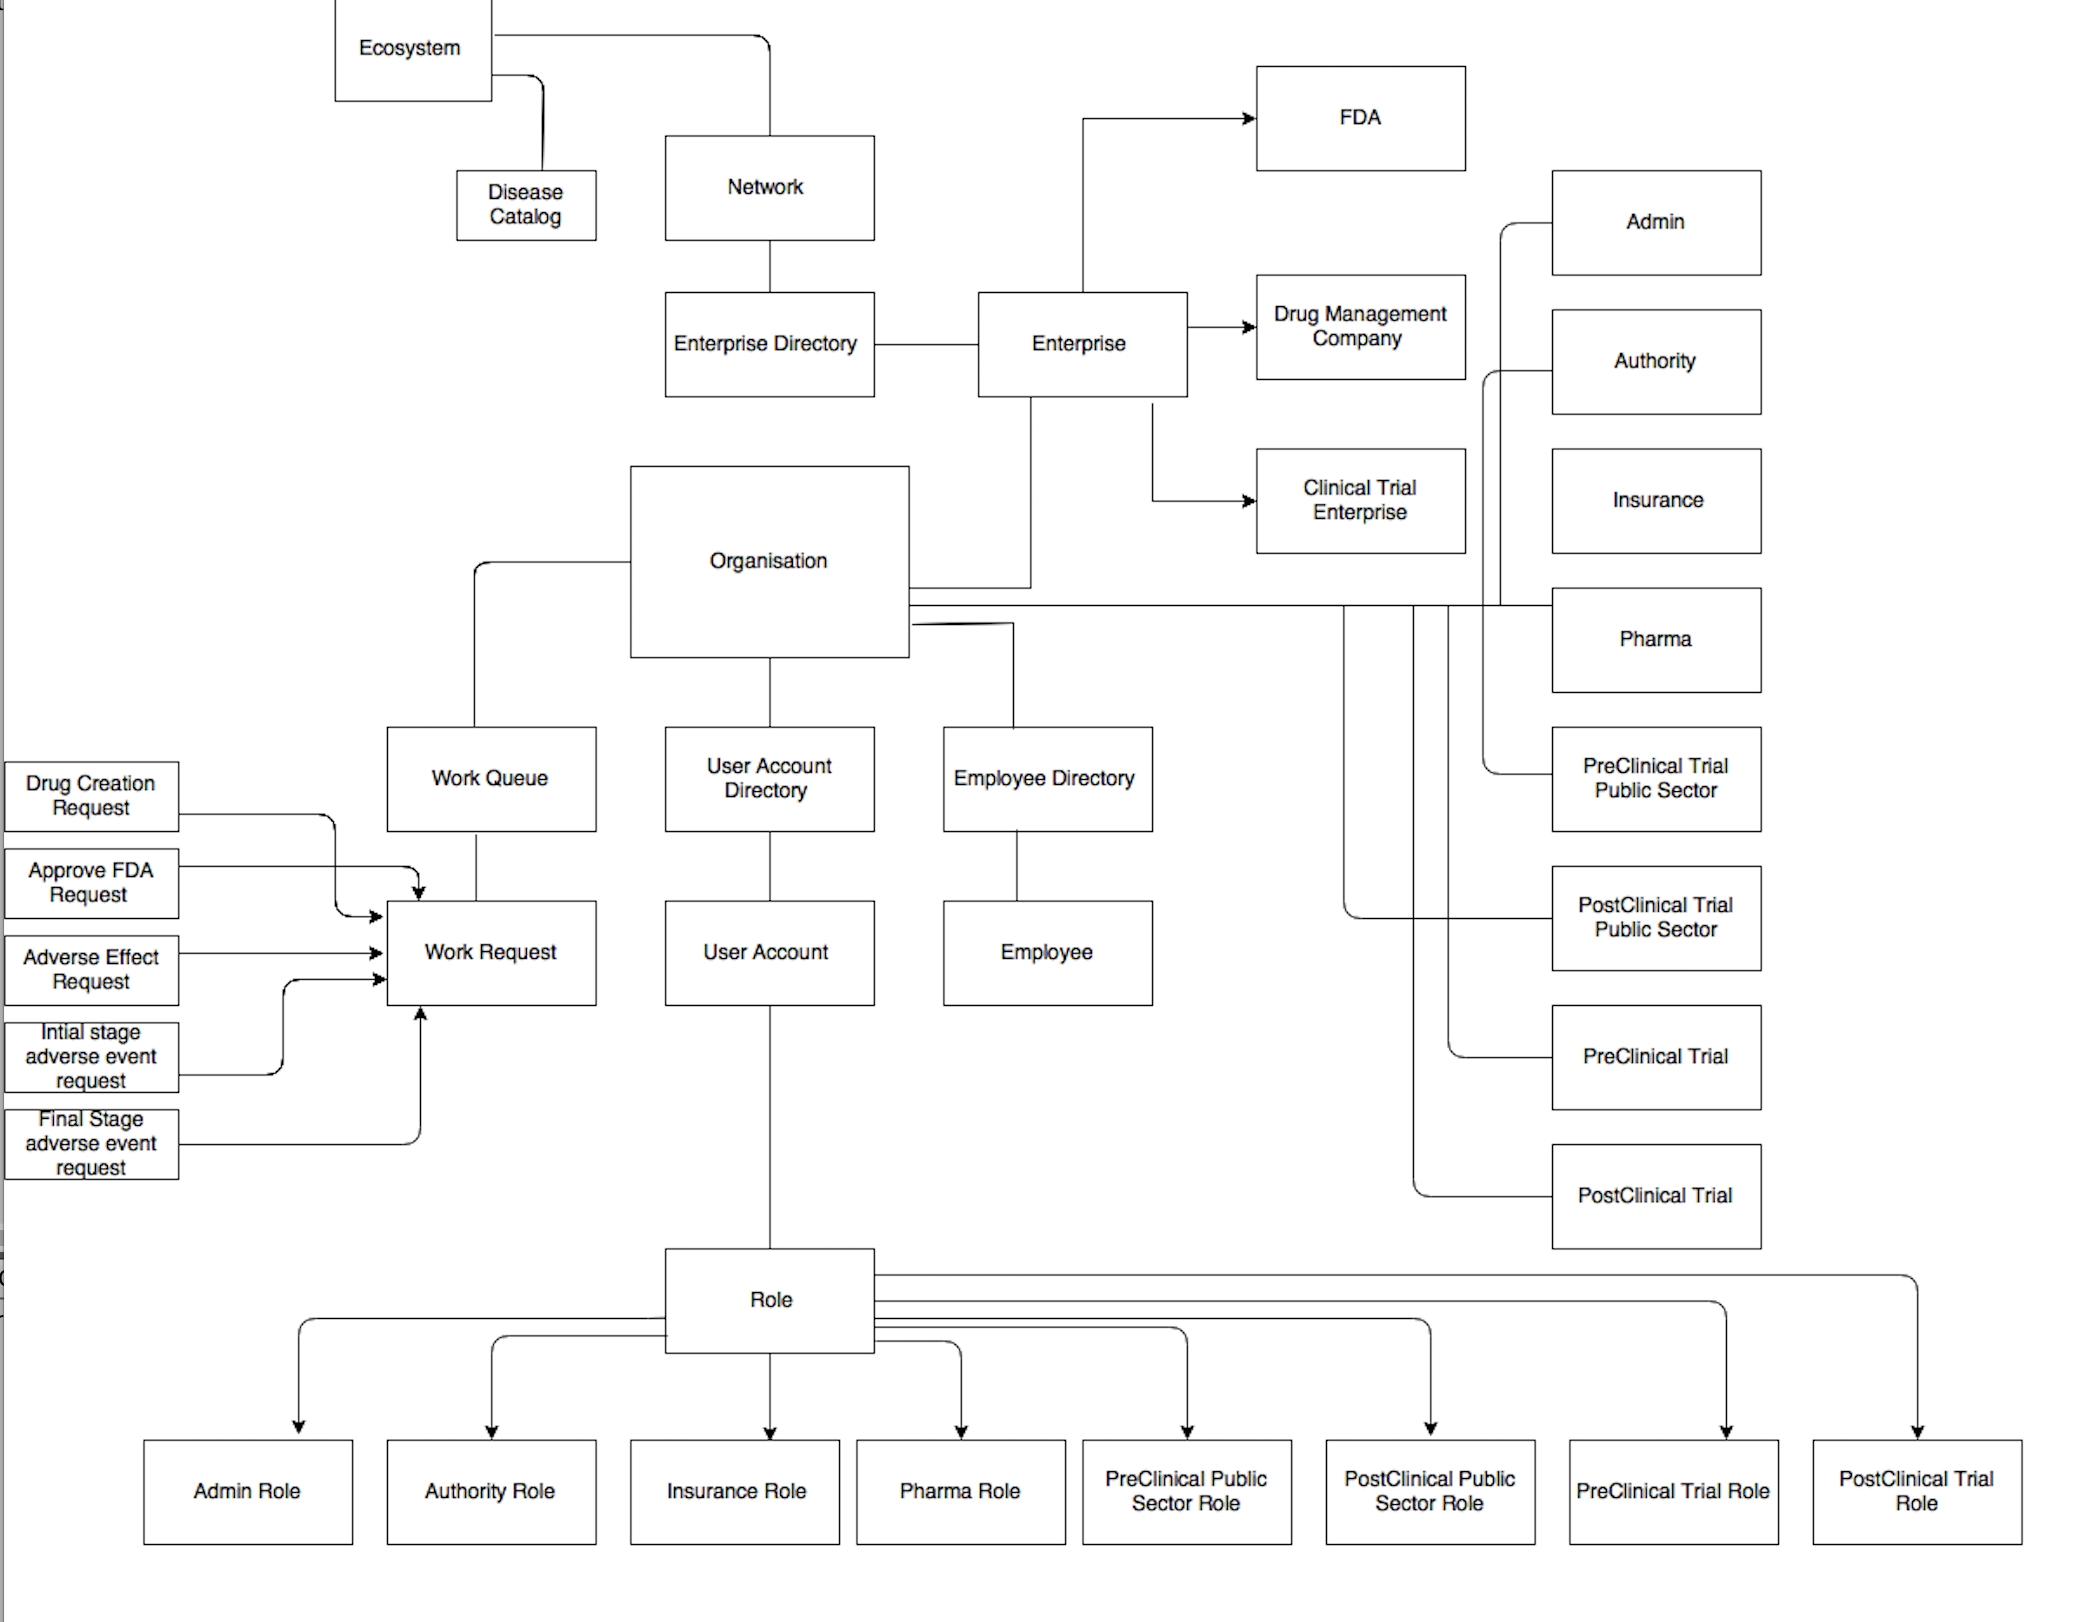 Ecosystem
Disease
Catalog
Network
FDA
Admin
Enterprise Directory
Enterprise
Drug Management
Company
Authority
Clinical Trial
Enterprise
Insurance
Organisation
Pharma
Work Queue
User Account
Directory
Employee Directory
PreClinical Trial
Public Sector
Drug Creation
Request
Approve FDA
Request
Adverse Effect
Request
Intial stage
adverse event
request
Final Stage
adverse event
request
Work Request
User Account
Employee
PostClinical Trial
Public Sector
PreClinical Trial
PostClinical Trial
Role
Admin Role
Authority Role
Insurance Role
Pharma Role
PreClinical Public
Sector Role
PostClinical Public
Sector Role
PreClinical Trial Role
PostClinical Trial
Role